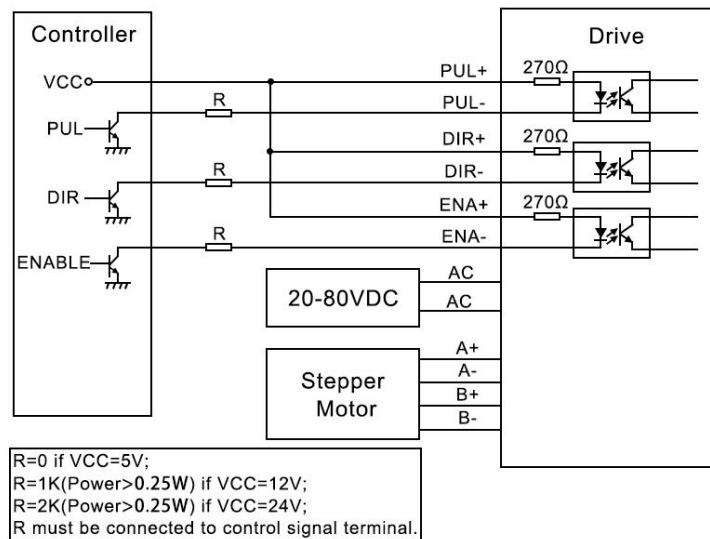 Controller
Drive
VCC
PUL+
270Ω
R
PUL-
PUL
DIR+
270Ω
R
DIR-
DIR
ENA+
270Ω
R
ENA-
ENABLE
20-80VDC
AC
AC
Stepper
Motor
A+
A-
B+
B-
R=0 if VCC=5V;
R=1K(Power>0.25W) if VCC=12V;
R=2K(Power>0.25W) if VCC=24V;
R must be connected to control signal terminal.